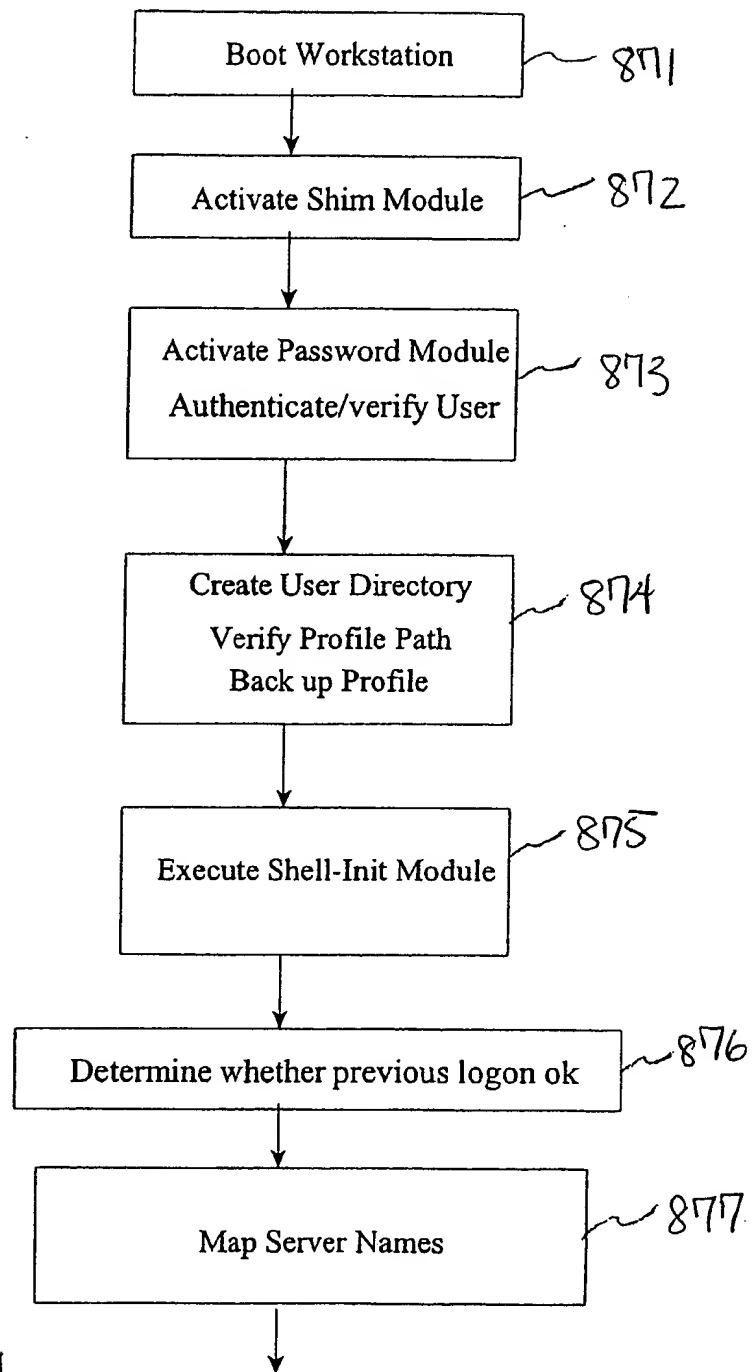 Boot Workstation
871
Activate Shim Module
872
Activate Password Module
873
Authenticate/verify User
Create User Directory
874
Verify Profile Path
Back up Profile
875
Execute Shell-Init Module
876
Determine whether previous logon ok
877
Map Server Names